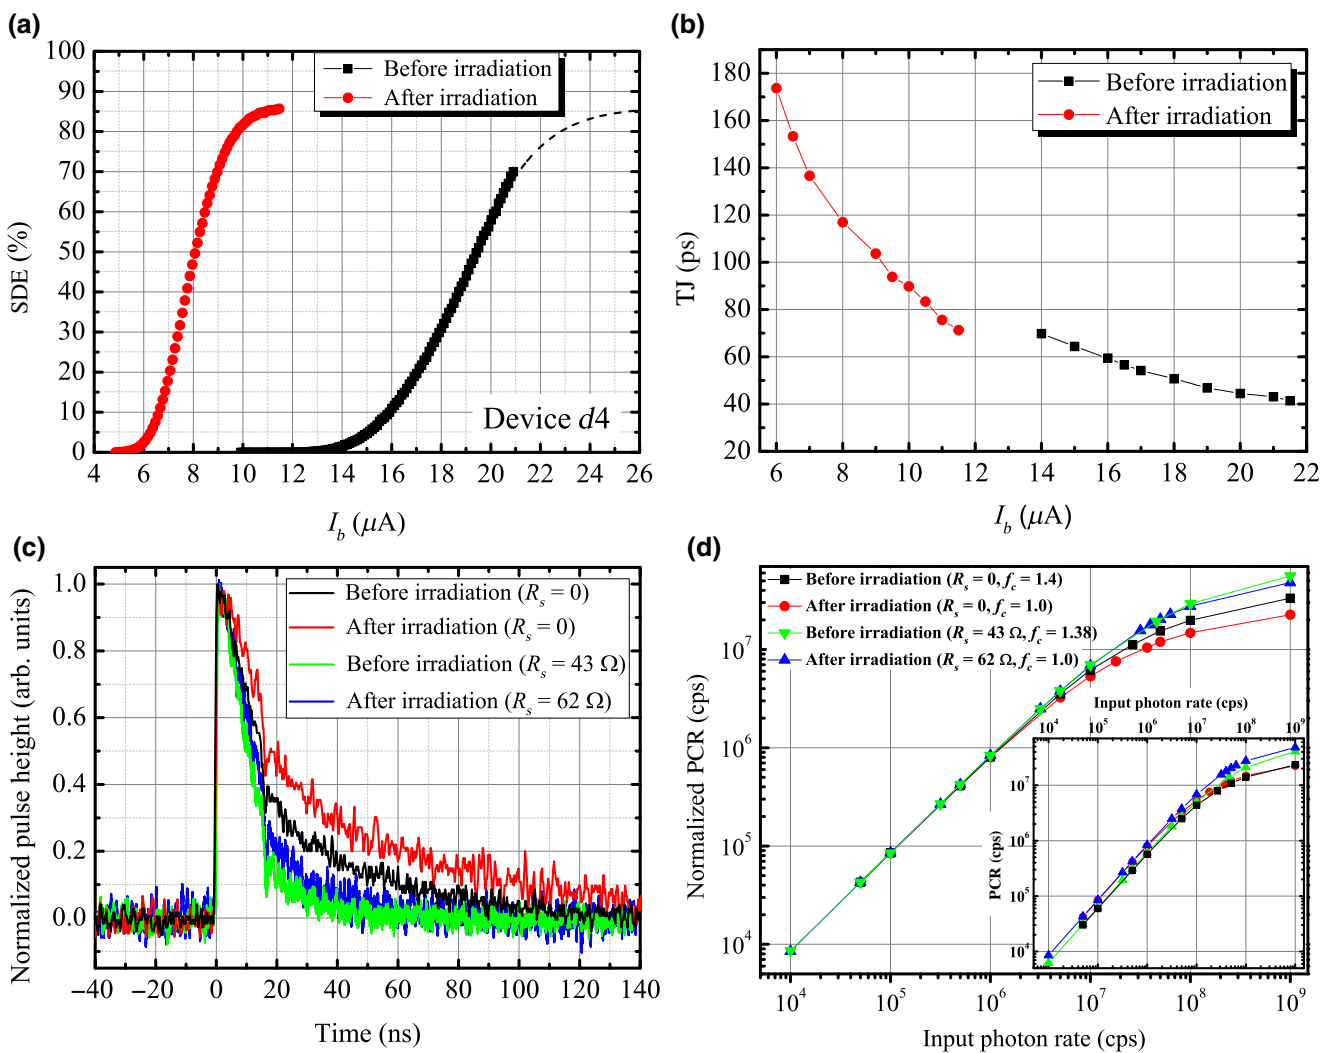 (a)
100
90
80
70
60
50
40
30
20
10
0
SDE (%)
Before irradiation
After irradiation
Device d4
4 6 8 10 12 14 16 18 20 22 24 26
I_b (μA)
(b)
180
160
140
120
100
80
60
40
20
TJ (ps)
Before irradiation
After irradiation
6 8 10 12 14 16 18 20 22
I_b (μA)
(c)
1.0
0.8
0.6
0.4
0.2
0.0
Normalized pulse height (arb. units)
Before irradiation (R_s = 0)
After irradiation (R_s = 0)
Before irradiation (R_s = 43 Ω)
After irradiation (R_s = 62 Ω)
−40 −20 0 20 40 60 80 100 120 140
Time (ns)
(d)
10^7
10^6
10^5
10^4
Normalized PCR (cps)
Before irradiation (R_s = 0, f_c = 1.4)
After irradiation (R_s = 0, f_c = 1.0)
Before irradiation (R_s = 43 Ω, f_c = 1.38)
After irradiation (R_s = 62 Ω, f_c = 1.0)
Input photon rate (cps)
10^4 10^5 10^6 10^7 10^8 10^9
10^7
10^6
10^5
10^4
PCR (cps)
10^4 10^5 10^6 10^7 10^8 10^9
Input photon rate (cps)